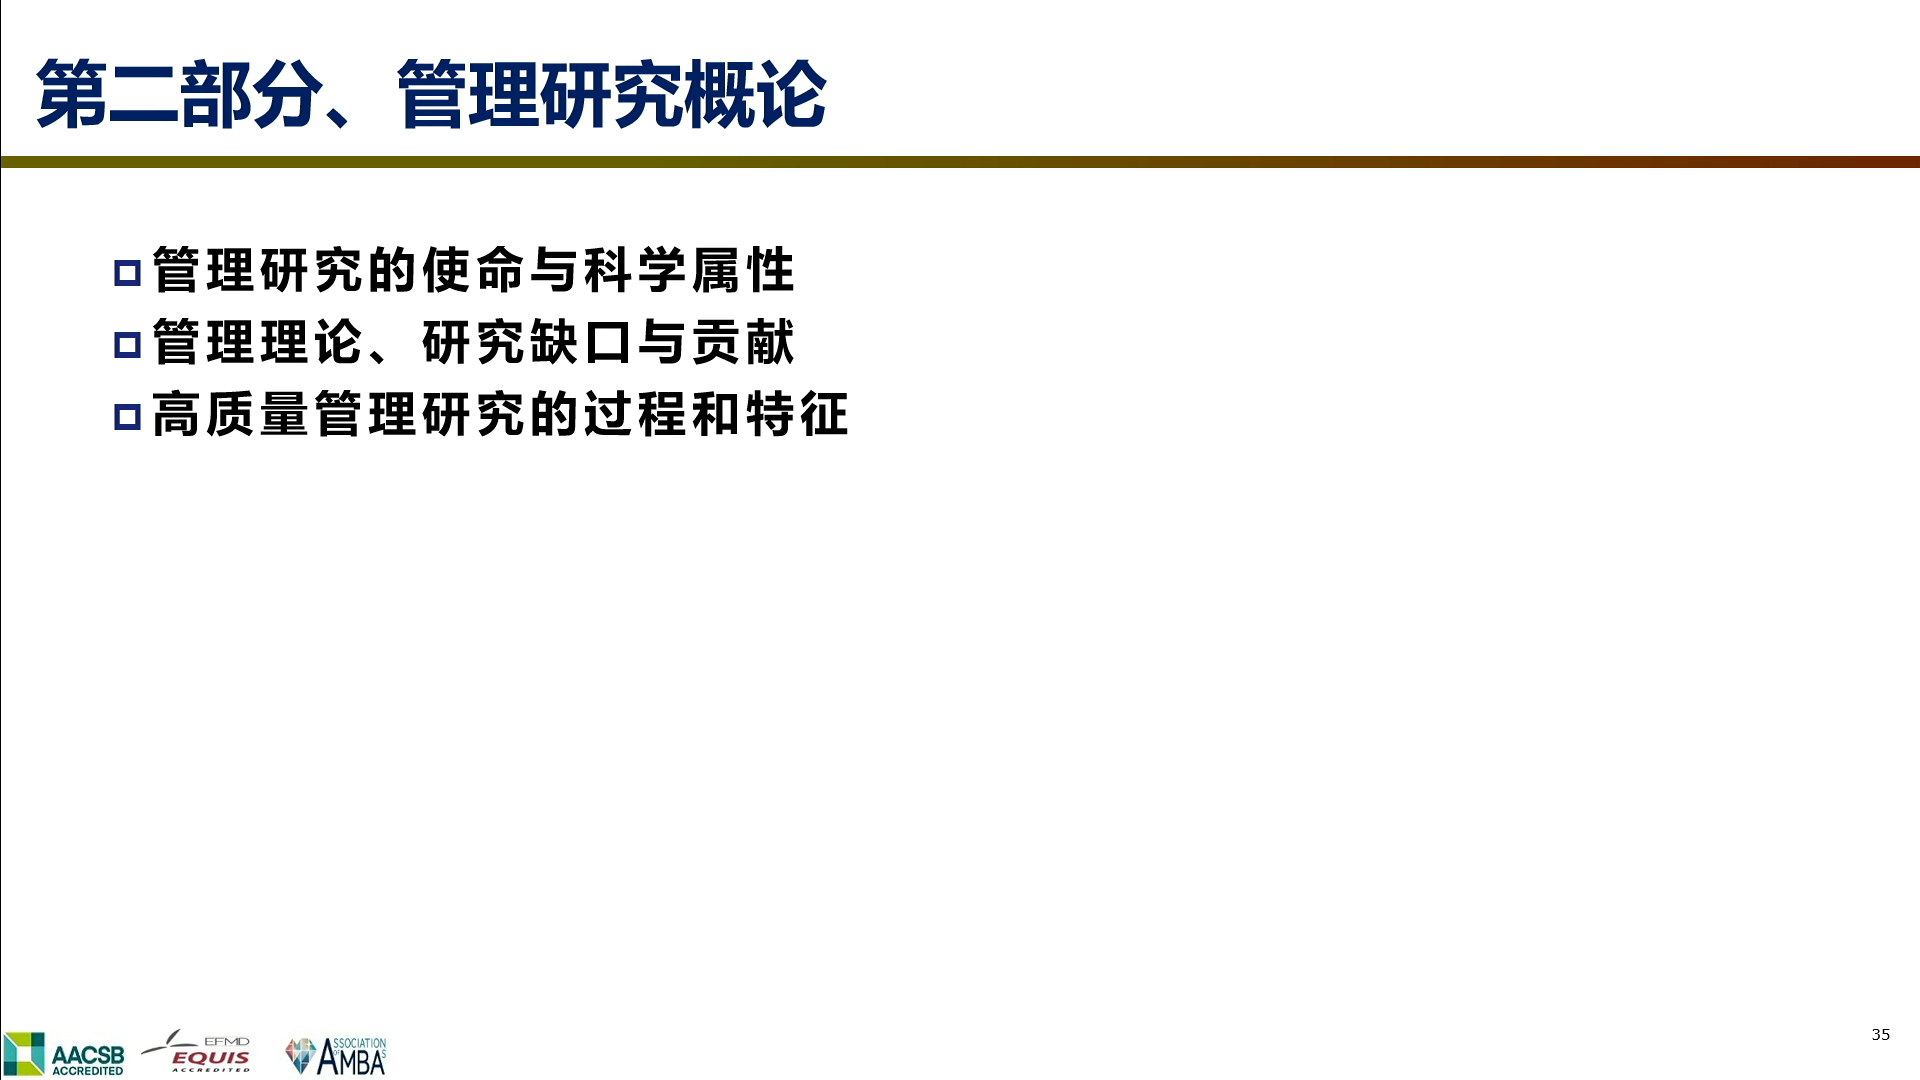 第二部分、管理研究概论
管理研究的使命与科学属性
管理理论、研究缺口与贡献
高质量管理研究的过程和特征
AACSB
ACCREDITED
EFMD
EQUIS
ACCREDITED
ASSOCIATION
OF AMBAS
35